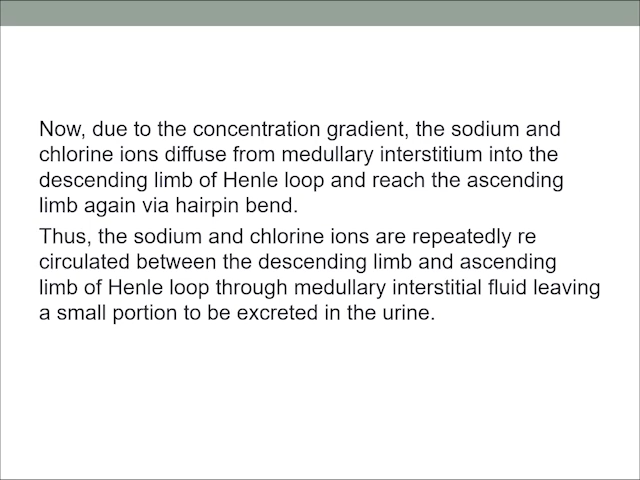 Now, due to the concentration gradient, the sodium and
chlorine ions diffuse from medullary interstitium into the
descending limb of Henle loop and reach the ascending
limb again via hairpin bend.
Thus, the sodium and chlorine ions are repeatedly re
circulated between the descending limb and ascending
limb of Henle loop through medullary interstitial fluid leaving
a small portion to be excreted in the urine.